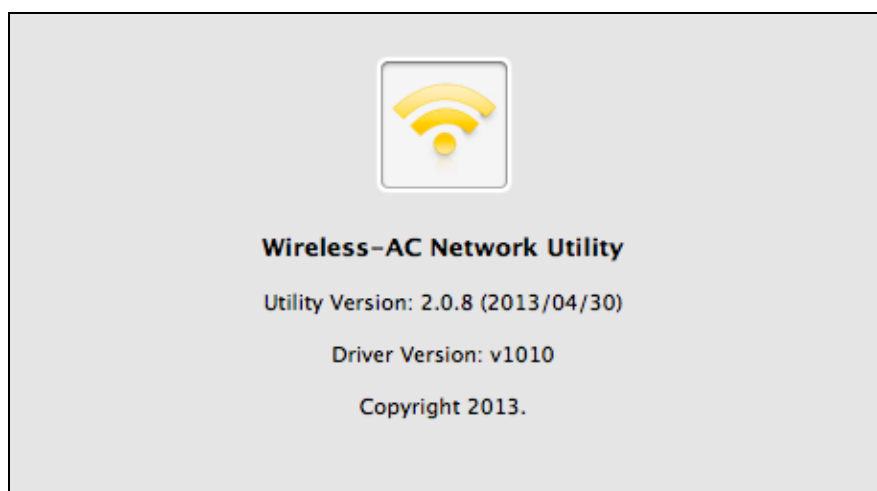 Wireless-AC Network Utility
Utility Version: 2.0.8 (2013/04/30)
Driver Version: v1010
Copyright 2013.